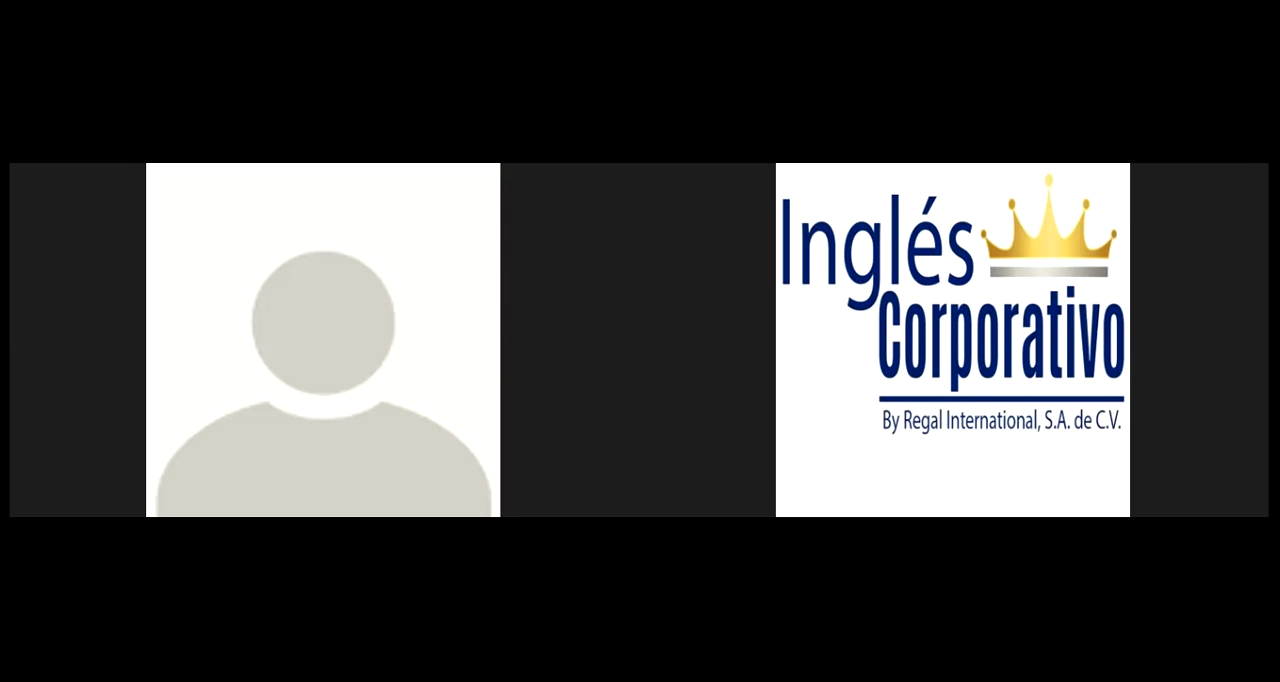 Inglés
Corporativo
By Regal International, S.A. de C.V.